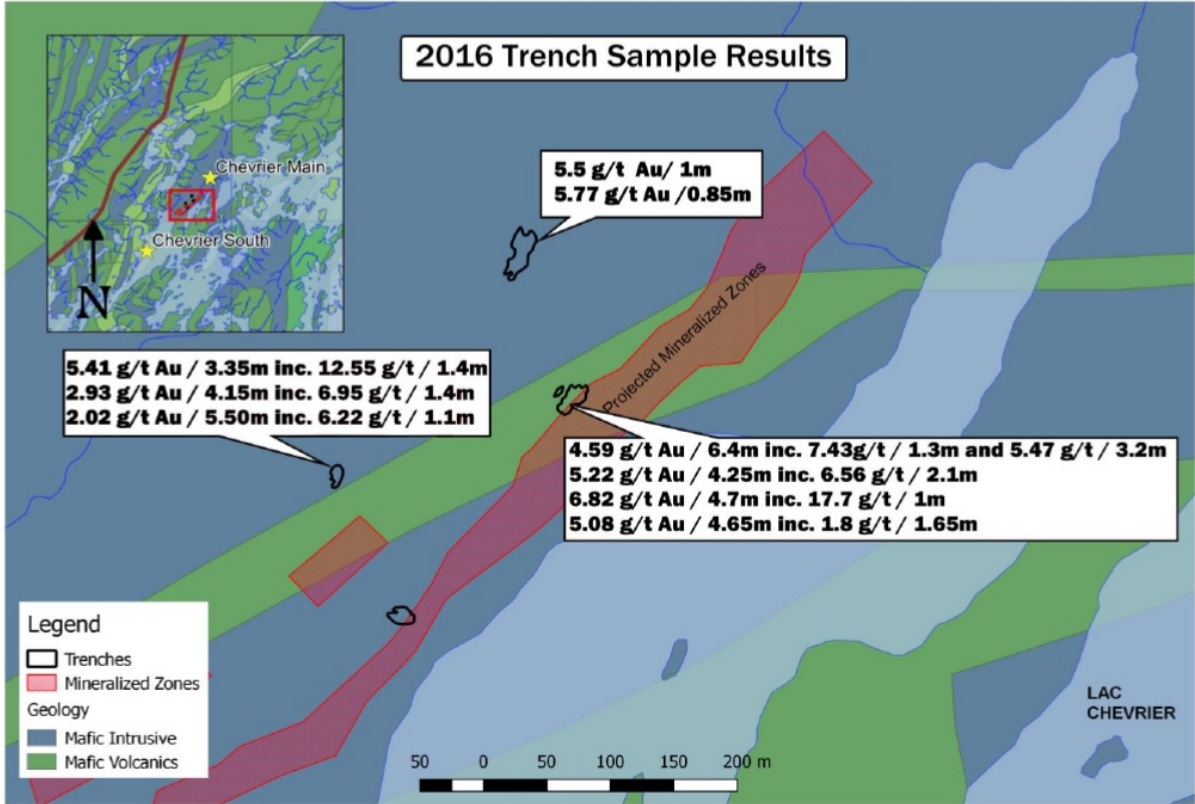 2016 Trench Sample Results
Chevrier Main
Chevrier South
N
5.5 g/t Au/ 1m
5.77 g/t Au /0.85m
Projected Mineralized Zones
5.41 g/t Au / 3.35m inc. 12.55 g/t / 1.4m
2.93 g/t Au / 4.15m inc. 6.95 g/t / 1.4m
2.02 g/t Au / 5.50m inc. 6.22 g/t / 1.1m
4.59 g/t Au / 6.4m inc. 7.43g/t / 1.3m and 5.47 g/t / 3.2m
5.22 g/t Au / 4.25m inc. 6.56 g/t / 2.1m
6.82 g/t Au / 4.7m inc. 17.7 g/t / 1m
5.08 g/t Au / 4.65m inc. 1.8 g/t / 1.65m
Legend
Trenches
Mineralized Zones
Geology
Mafic Intrusive
Mafic Volcanics
LAC
CHEVRIER
50 0 50 100 150 200 m